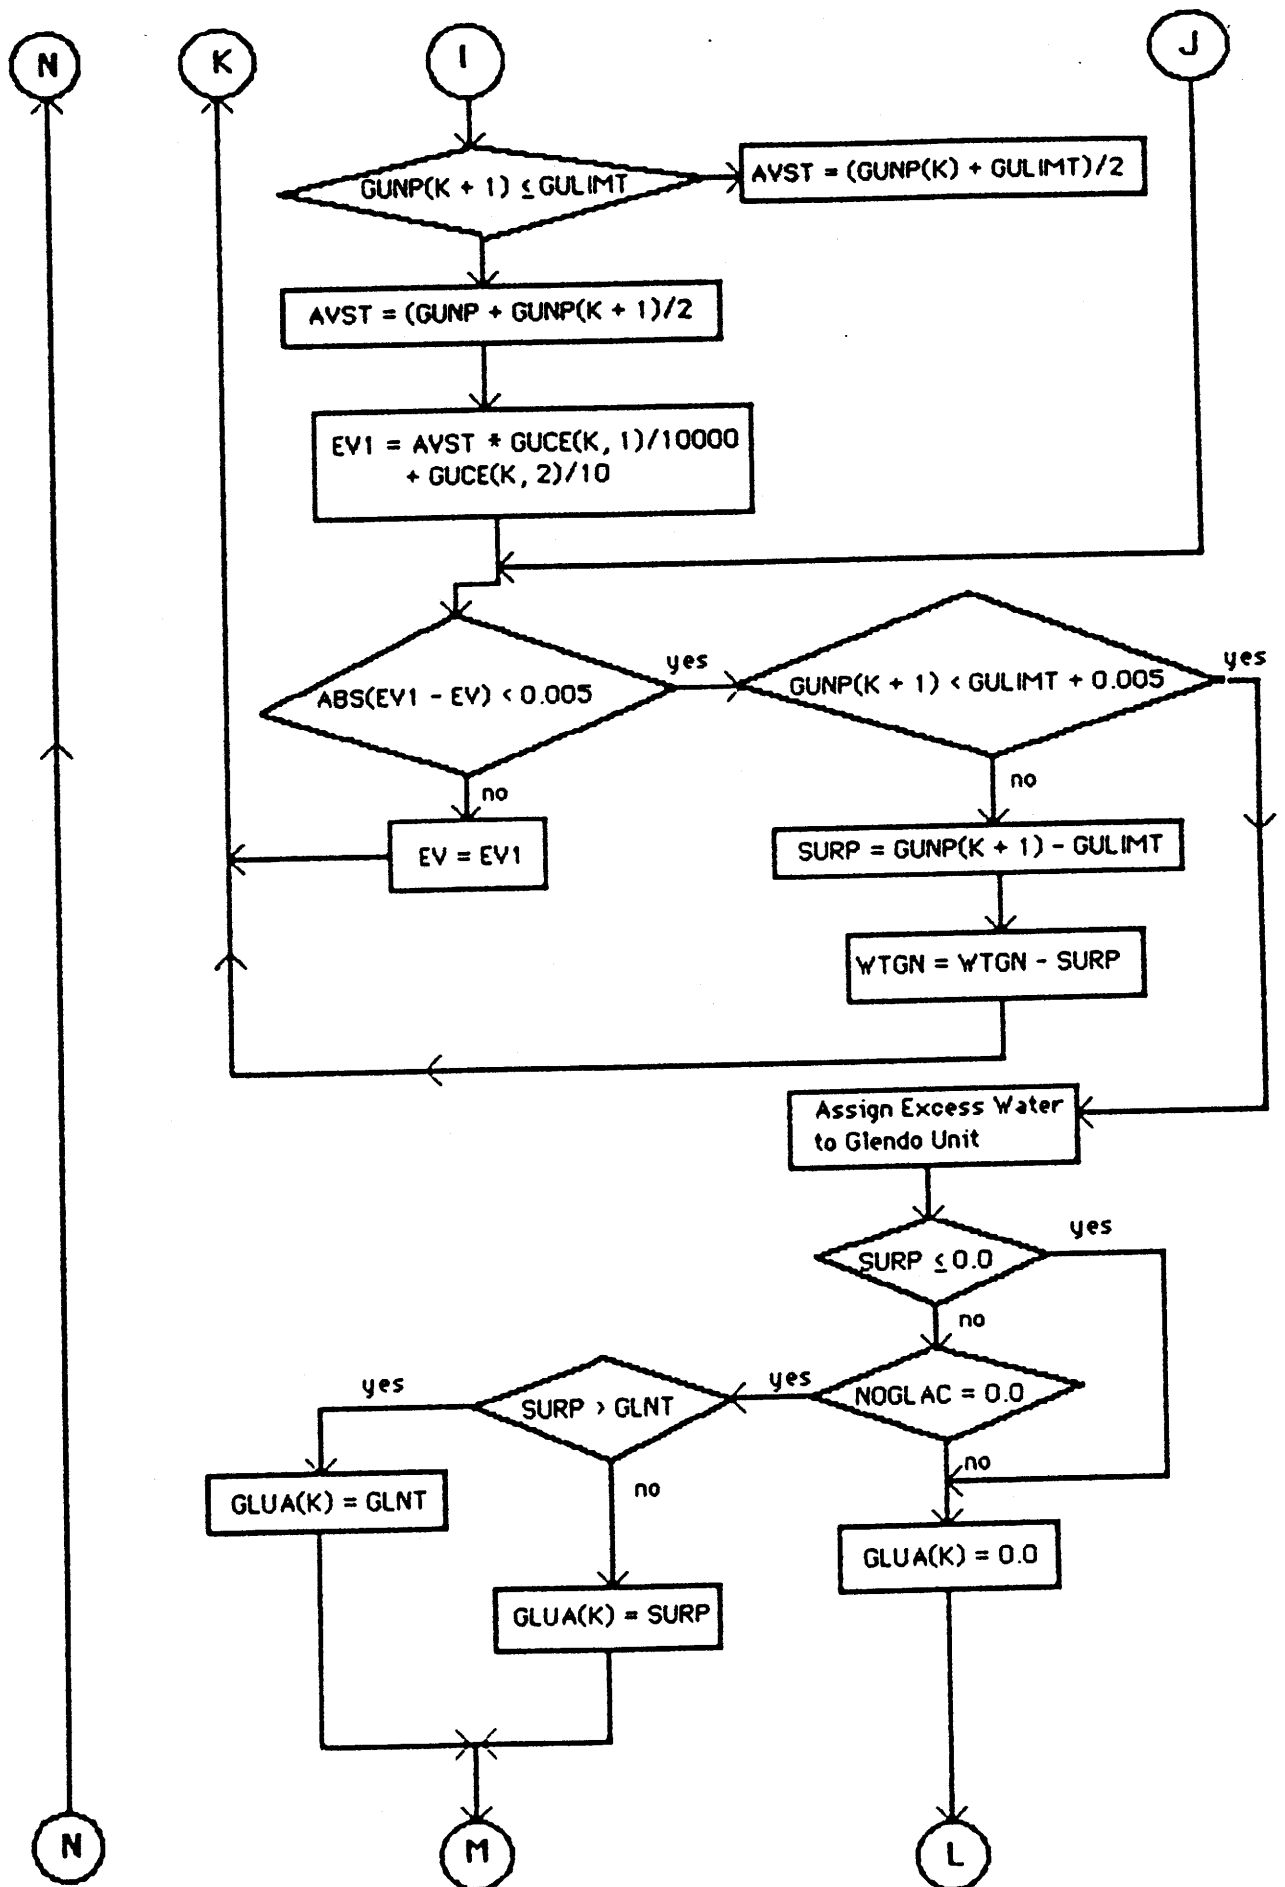 N
K
I
J
GUNP(K + 1) ≤ GULIMT
AVST = (GUNP(K) + GULIMT)/2
AVST = (GUNP + GUNP(K + 1)/2
EV1 = AVST * GUCE(K, 1)/10000
+ GUCE(K, 2)/10
ABS(EV1 - EV) < 0.005
yes
GUNP(K + 1) < GULIMT + 0.005
yes
no
no
EV = EV1
SURP = GUNP(K + 1) - GULIMT
WTGN = WTGN - SURP
Assign Excess Water
to Glendo Unit
SURP ≤ 0.0
yes
no
NOGLAC = 0.0
yes
SURP > GLNT
yes
no
no
GLUA(K) = GLNT
GLUA(K) = 0.0
GLUA(K) = SURP
N
M
L